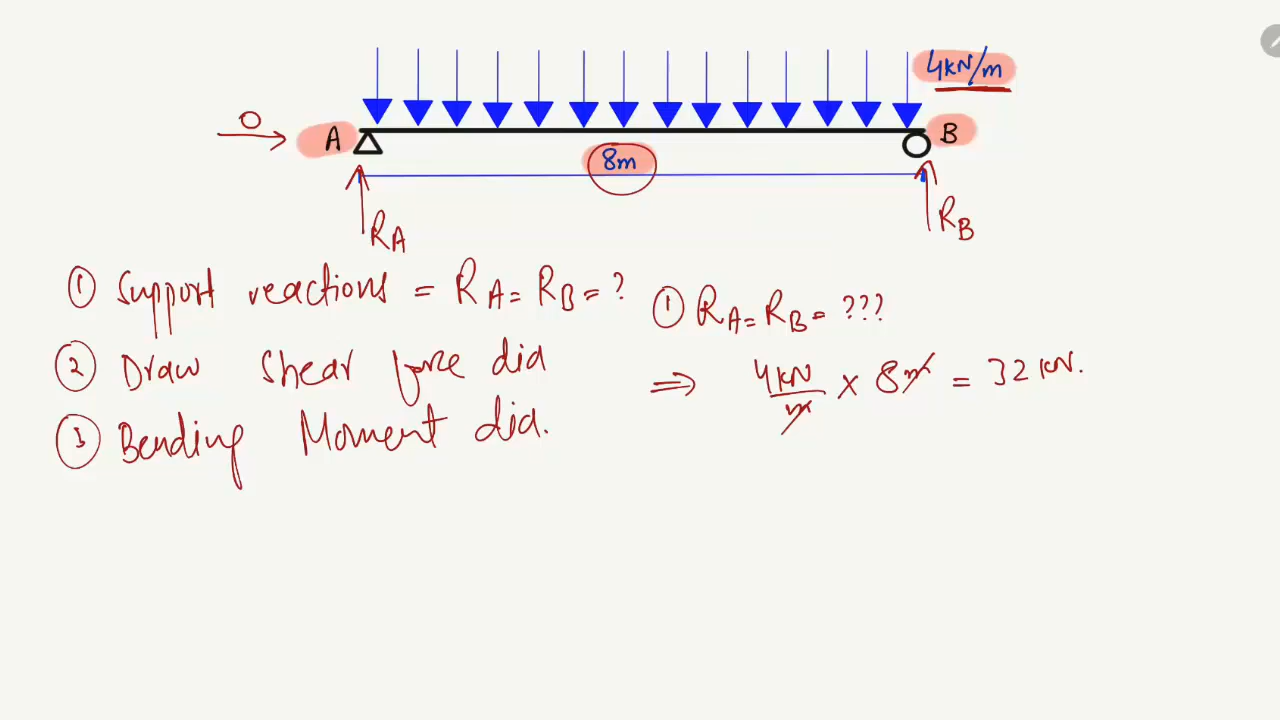 4kN/m
O
A
B
8m
RA
RB
① Support reactions = RA = RB = ?
② Draw Shear force dia
③ Bending Moment dia.
① RA = RB = ???
⇒ 4kN/m × 8m = 32 kN.